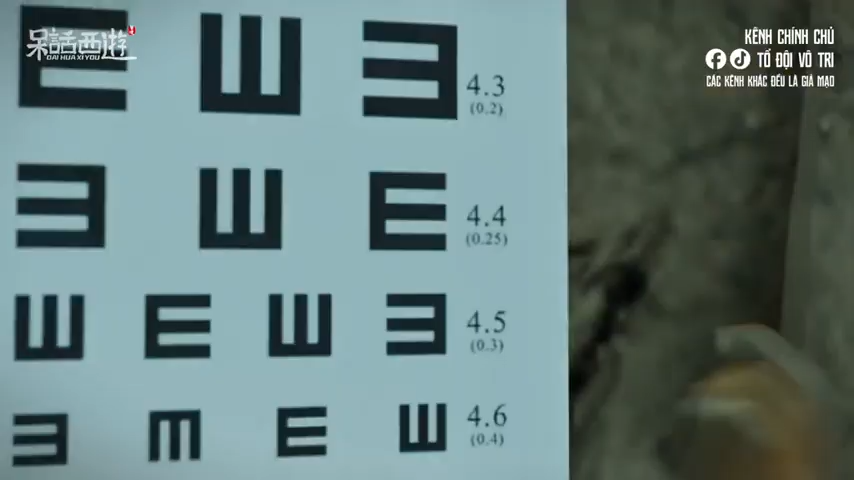 呆話西遊
DAI HUA XI YOU
KÊNH CHÍNH CHỦ
TỔ ĐỘI VÔ TRI
CÁC KÊNH KHÁC ĐỀU LÀ GIẢ MẠO
E Ш Ǝ 4.3
(0.2)
Ǝ Ш E 4.4
(0.25)
Ш E Ш Ǝ 4.5
(0.3)
Ǝ M E Ш 4.6
(0.4)